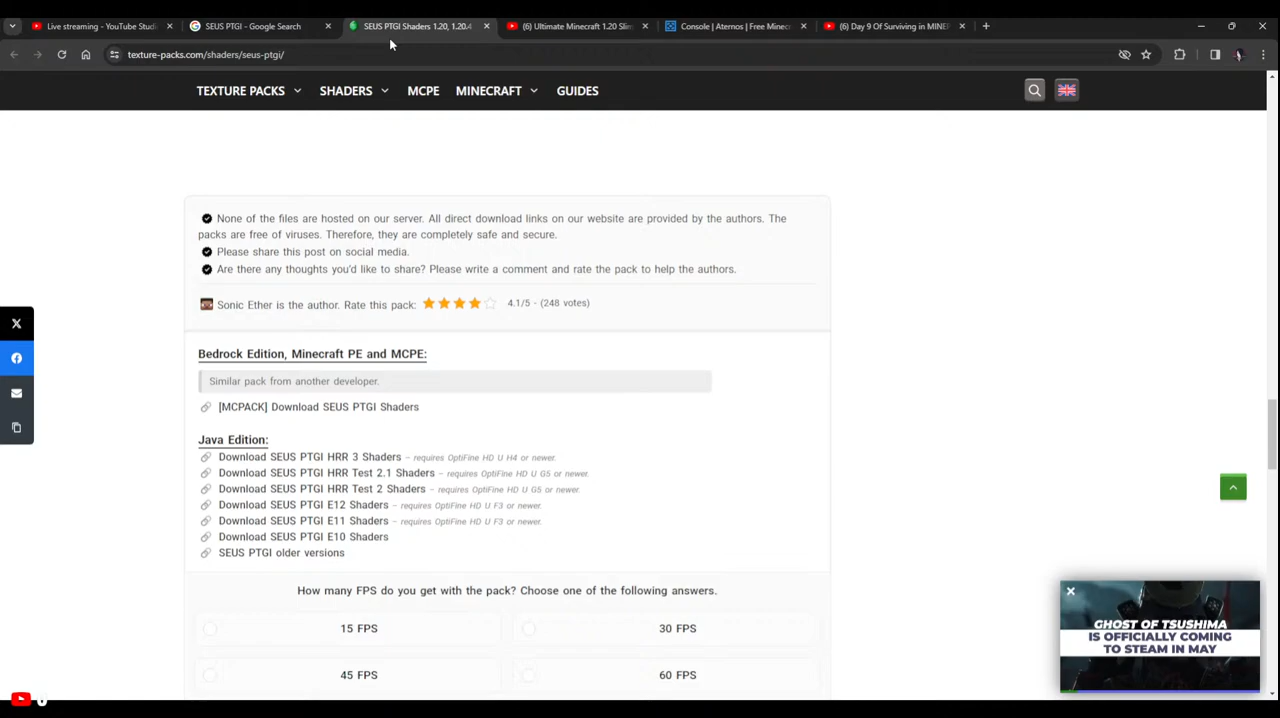 Live streaming - YouTube Studi
SEUS PTGI - Google Search
SEUS PTGI Shaders 1.20, 1.20.4
(6) Ultimate Minecraft 1.20 Slim
Console | Aternos | Free Minecr
(6) Day 9 Of Surviving in MINEF
texture-packs.com/shaders/seus-ptgi/
TEXTURE PACKS
SHADERS
MCPE
MINECRAFT
GUIDES
None of the files are hosted on our server. All direct download links on our website are provided by the authors. The
packs are free of viruses. Therefore, they are completely safe and secure.
Please share this post on social media.
Are there any thoughts you'd like to share? Please write a comment and rate the pack to help the authors.
Sonic Ether is the author. Rate this pack: 4.1/5 - (248 votes)
Bedrock Edition, Minecraft PE and MCPE:
Similar pack from another developer.
[MCPACK] Download SEUS PTGI Shaders
Java Edition:
Download SEUS PTGI HRR 3 Shaders – requires OptiFine HD U H4 or newer.
Download SEUS PTGI HRR Test 2.1 Shaders – requires OptiFine HD U G5 or newer.
Download SEUS PTGI HRR Test 2 Shaders – requires OptiFine HD U G5 or newer.
Download SEUS PTGI E12 Shaders – requires OptiFine HD U F3 or newer.
Download SEUS PTGI E11 Shaders – requires OptiFine HD U F3 or newer.
Download SEUS PTGI E10 Shaders
SEUS PTGI older versions
How many FPS do you get with the pack? Choose one of the following answers.
15 FPS
30 FPS
45 FPS
60 FPS
GHOST OF TSUSHIMA
IS OFFICIALLY COMING
TO STEAM IN MAY